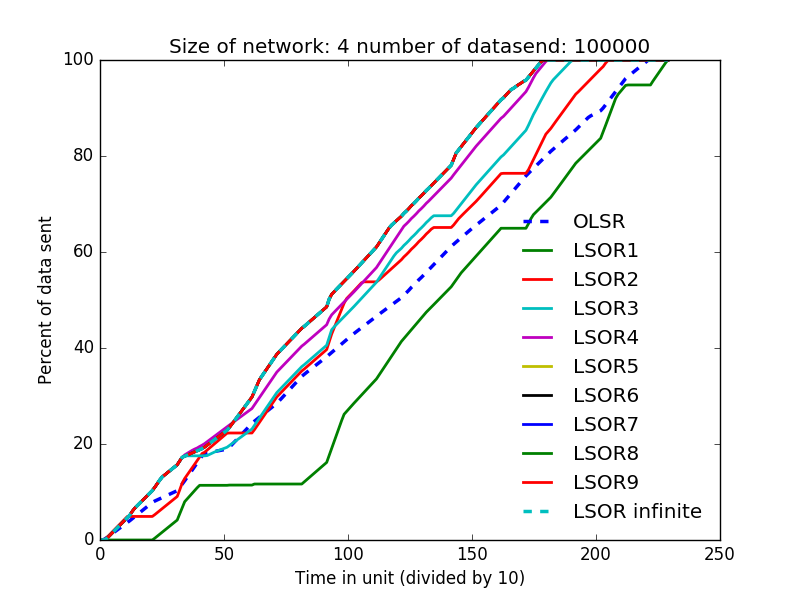 Size of network: 4 number of datasend: 100000
Percent of data sent
100
80
60
40
20
0
0 50 100 150 200 250
Time in unit (divided by 10)
OLSR
LSOR1
LSOR2
LSOR3
LSOR4
LSOR5
LSOR6
LSOR7
LSOR8
LSOR9
LSOR infinite